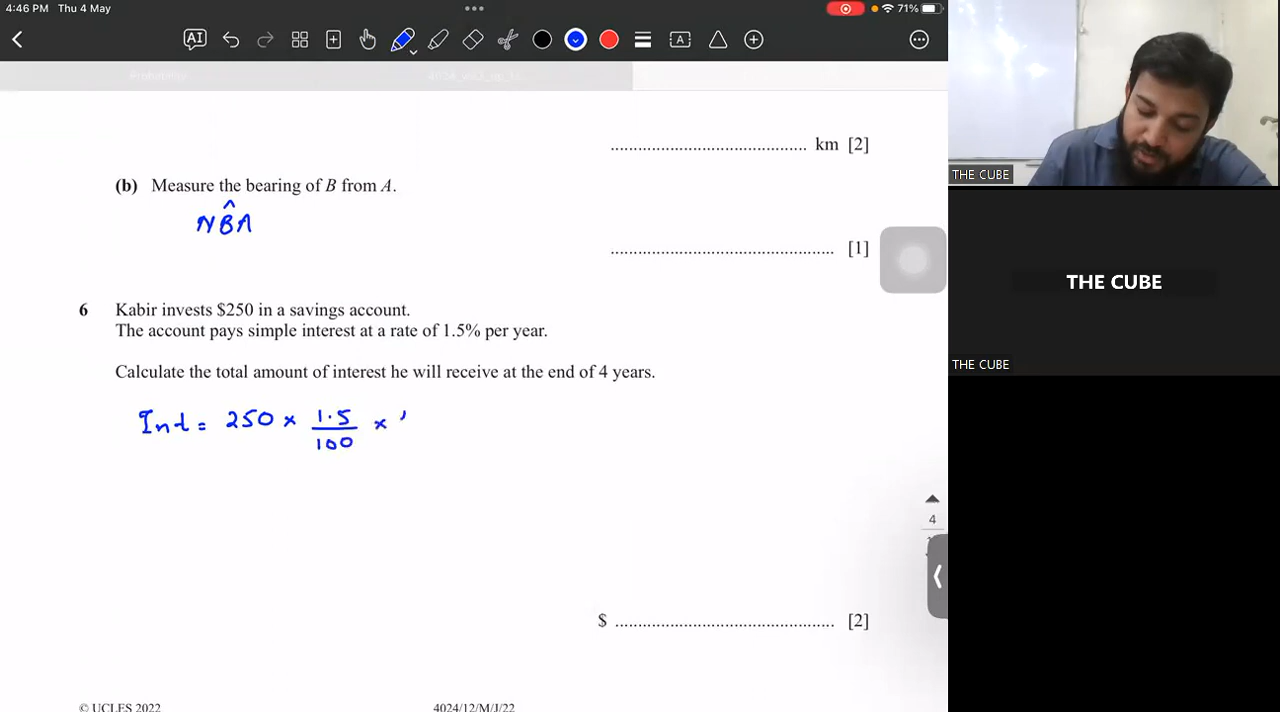 4:46 PM Thu 4 May
71%
Probability
THE CUBE
.......................................... km [2]
(b) Measure the bearing of B from A.
NB̂A
................................................ [1]
THE CUBE
6 Kabir invests $250 in a savings account.
The account pays simple interest at a rate of 1.5% per year.
THE CUBE
Calculate the total amount of interest he will receive at the end of 4 years.
Int = 250 × 1.5/100 ×
4
$ ................................................ [2]
© UCLES 2022
4024/12/M/J/22